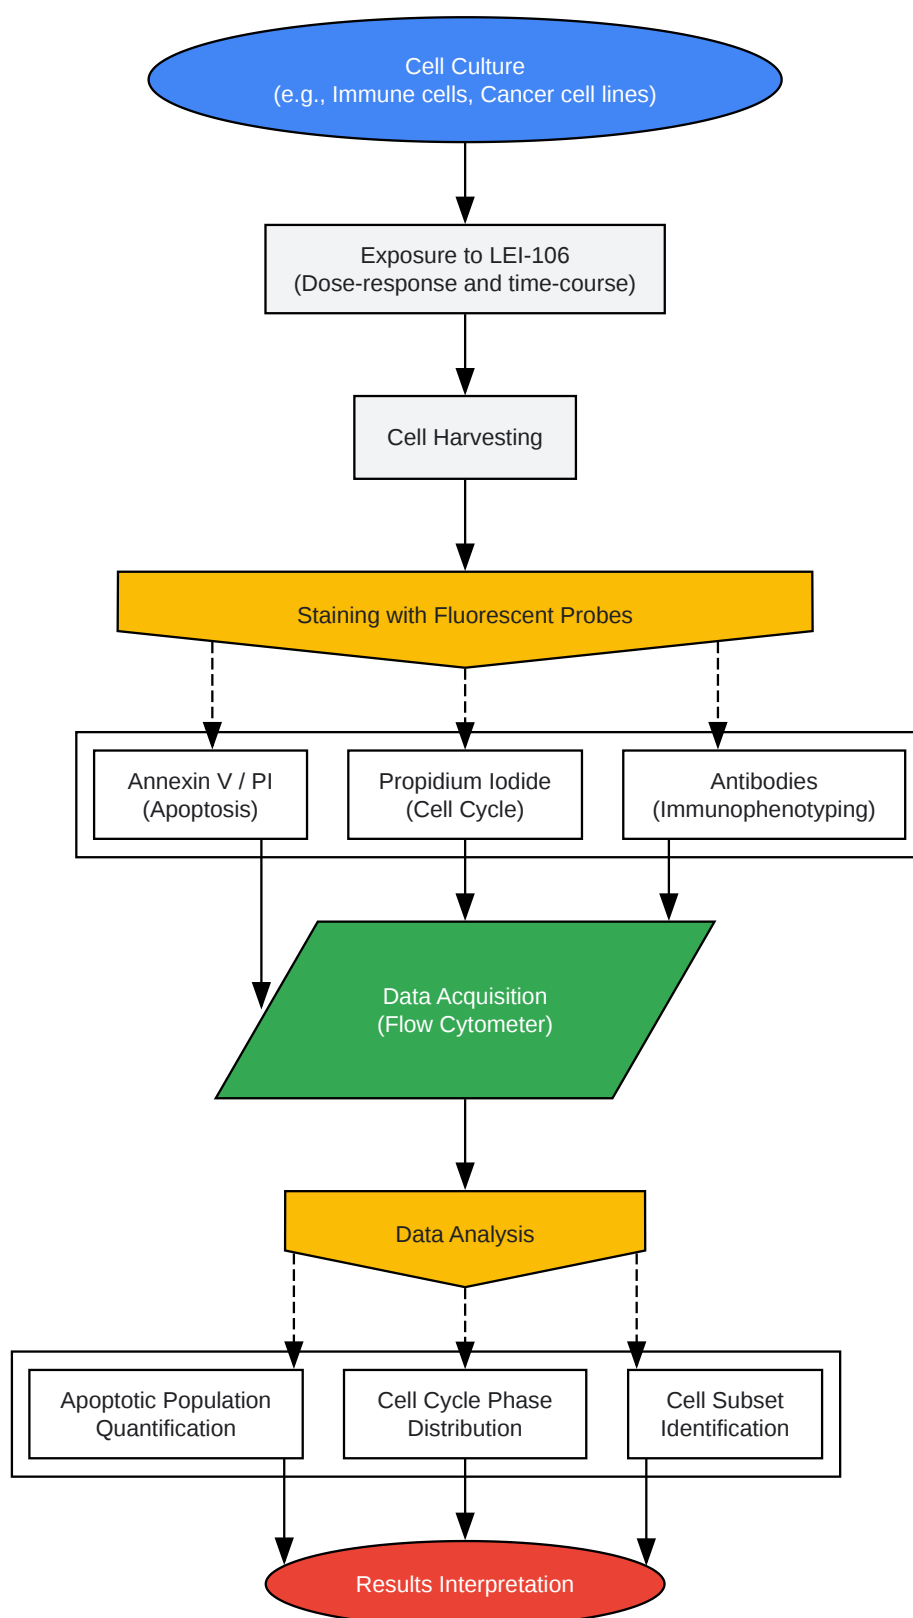 Cell Culture
(e.g., Immune cells, Cancer cell lines)
Exposure to LEI-106
(Dose-response and time-course)
Cell Harvesting
Staining with Fluorescent Probes
Annexin V / PI
(Apoptosis)
Propidium Iodide
(Cell Cycle)
Antibodies
(Immunophenotyping)
Data Acquisition
(Flow Cytometer)
Data Analysis
Apoptotic Population
Quantification
Cell Cycle Phase
Distribution
Cell Subset
Identification
Results Interpretation